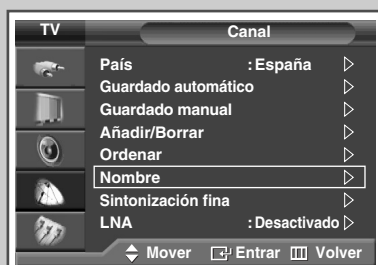 TV Canal
País : España
Guardado automático
Guardado manual
Añadir/Borrar
Ordenar
Nombre
Sintonización fina
LNA : Desactivado
Mover Entrar Volver